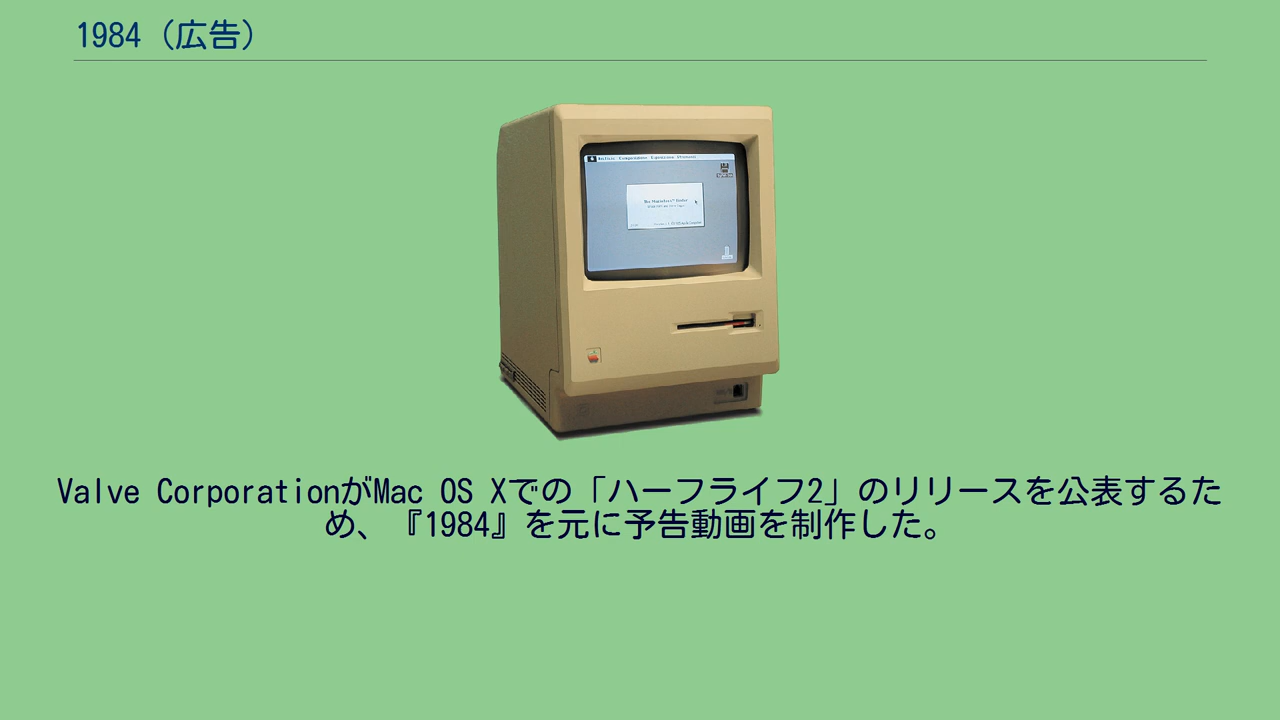 1984（広告）
Valve CorporationがMac OS Xでの「ハーフライフ2」のリリースを公表するた
め、『1984』を元に予告動画を制作した。